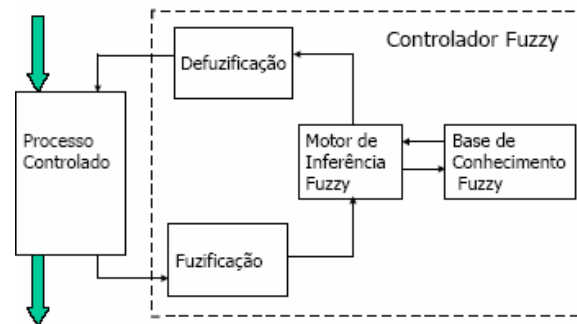 Controlador Fuzzy
Defuzificação
Processo
Controlado
Motor de
Inferência
Fuzzy
Base de
Conhecimento
Fuzzy
Fuzificação